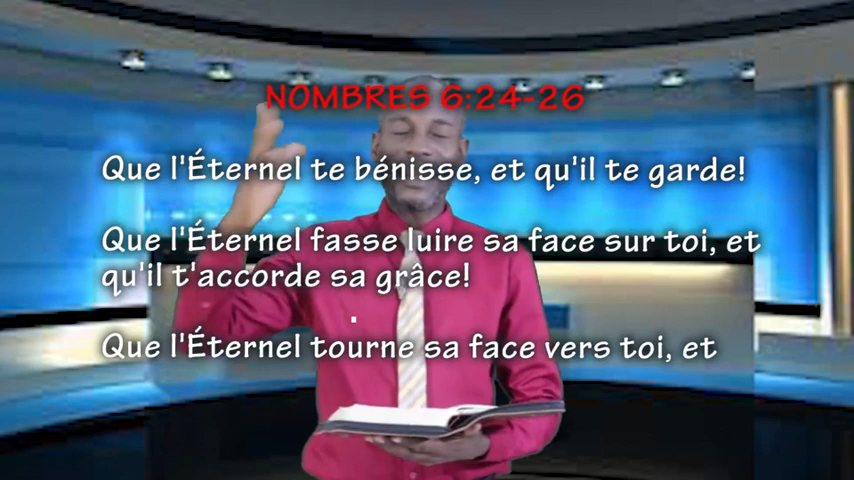 NOMBRES 6:24-26
Que l'Éternel te bénisse, et qu'il te garde!
Que l'Éternel fasse luire sa face sur toi, et
qu'il t'accorde sa grâce!
Que l'Éternel tourne sa face vers toi, et